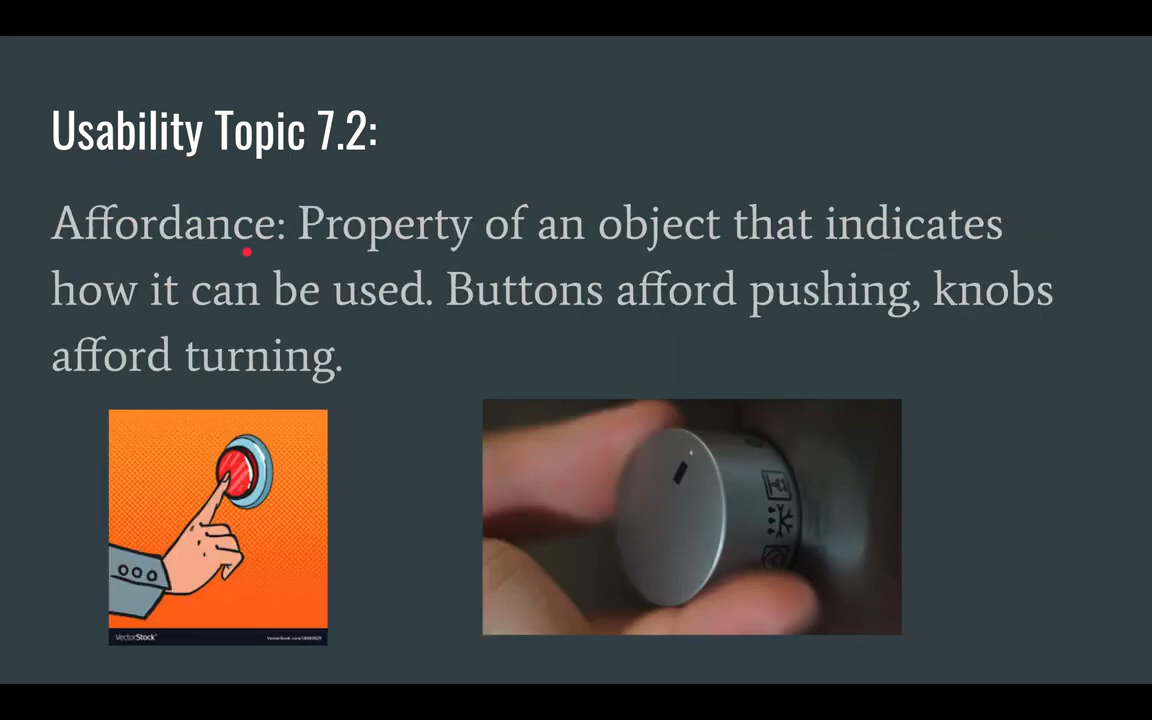 Usability Topic 7.2:
Affordance: Property of an object that indicates
how it can be used. Buttons afford pushing, knobs
afford turning.
VectorStock®